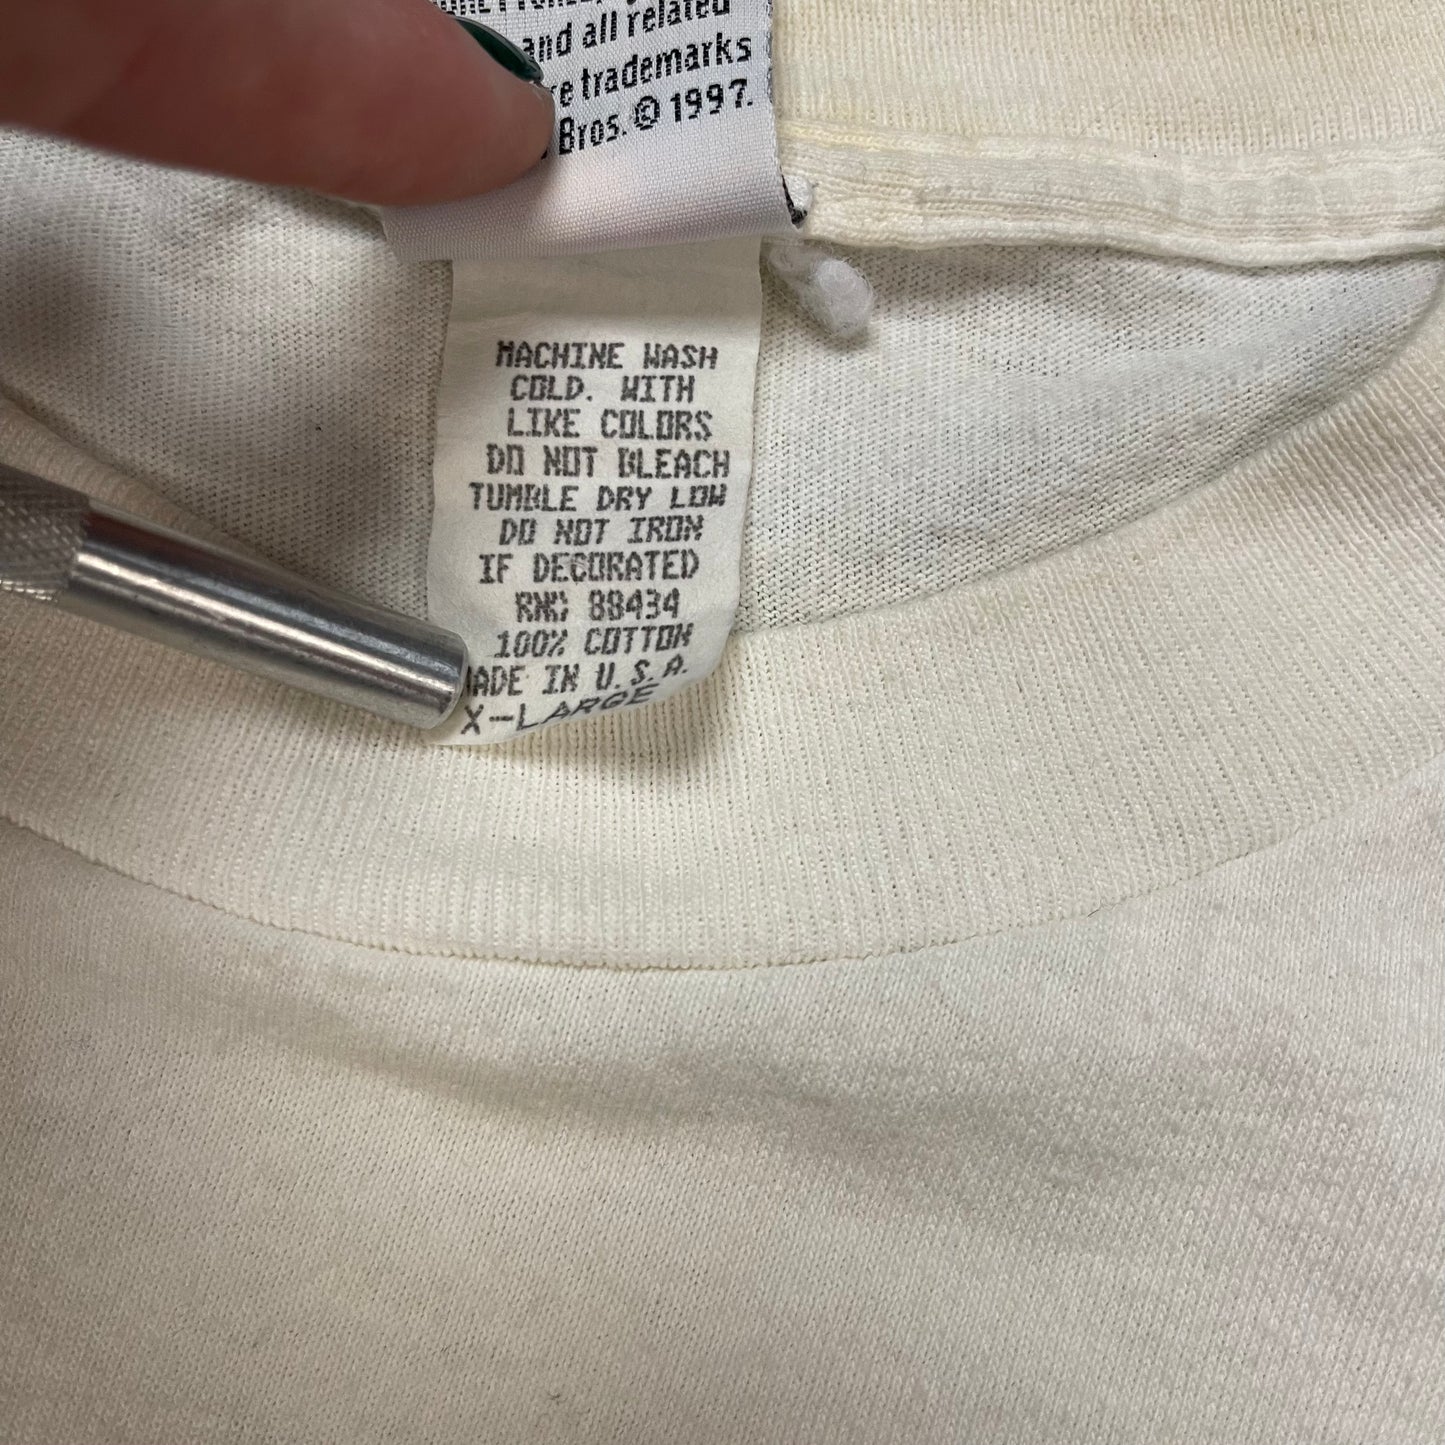 and all related
trademarks
Bros. © 1997.
MACHINE WASH
COLD. WITH
LIKE COLORS
DO NOT BLEACH
TUMBLE DRY LOW
DO NOT IRON
IF DECORATED
RN# 88434
100% COTTON
MADE IN U.S.A.
X-LARGE